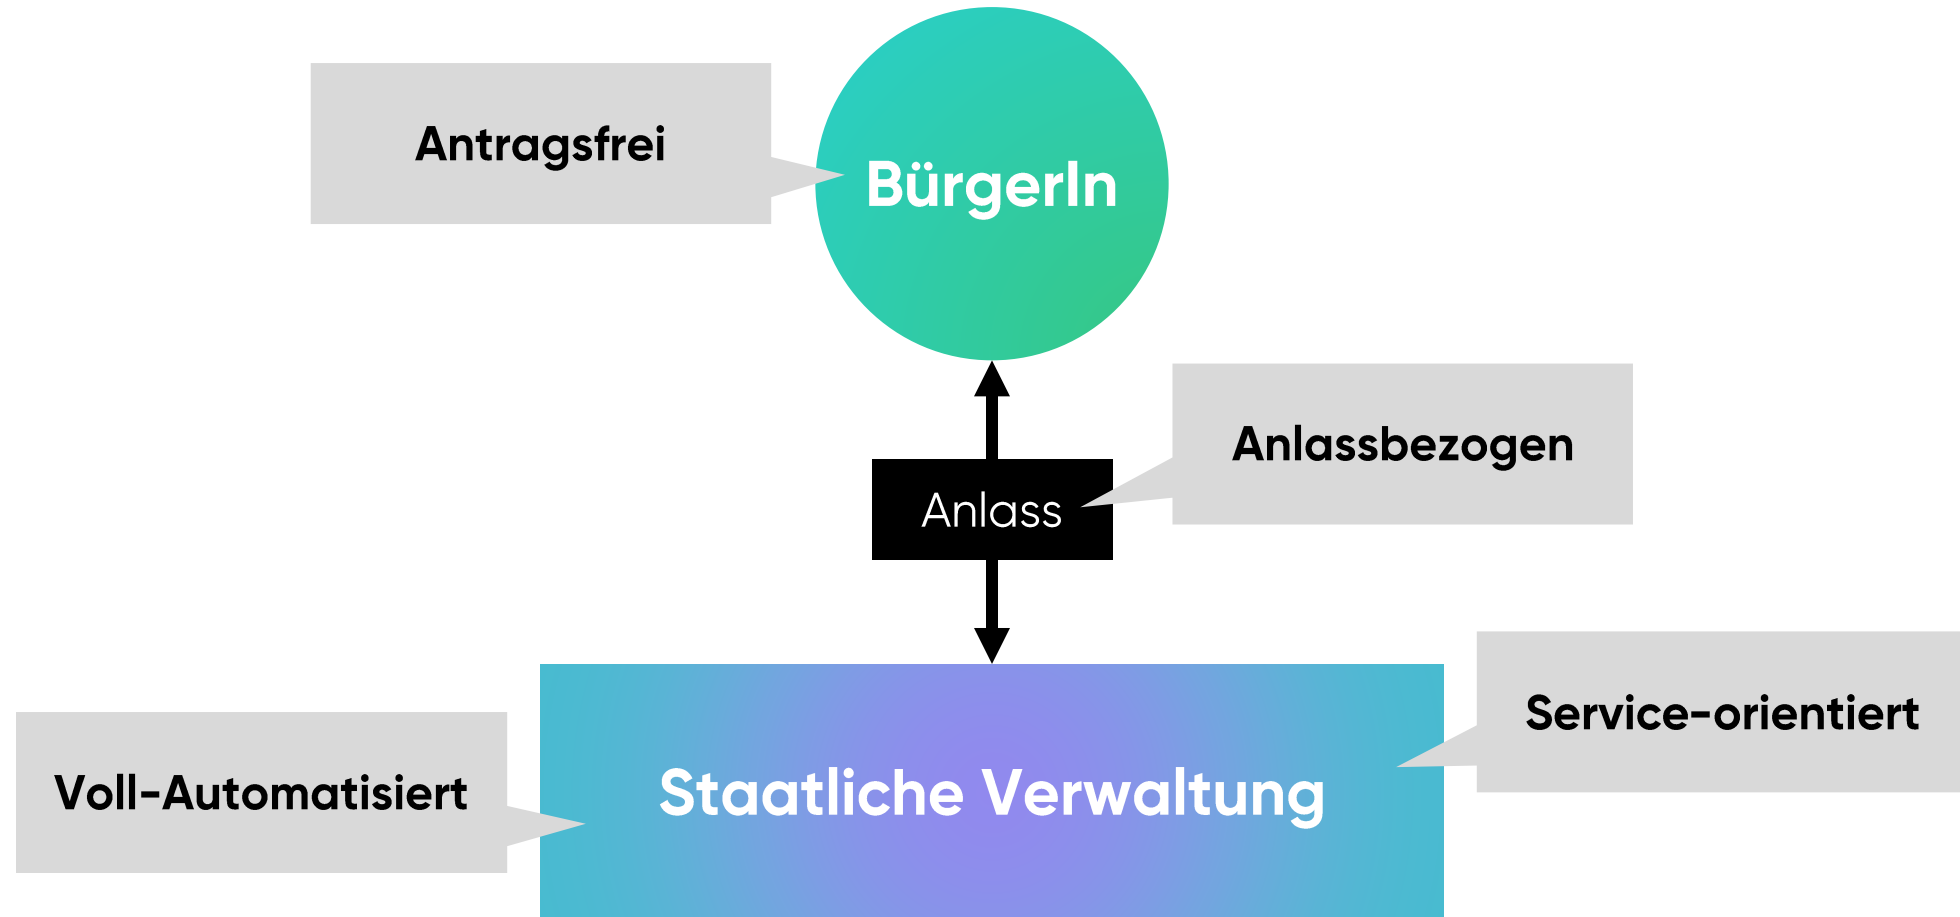 Antragsfrei
BürgerIn
Anlassbezogen
Anlass
Service-orientiert
Voll-Automatisiert
Staatliche Verwaltung